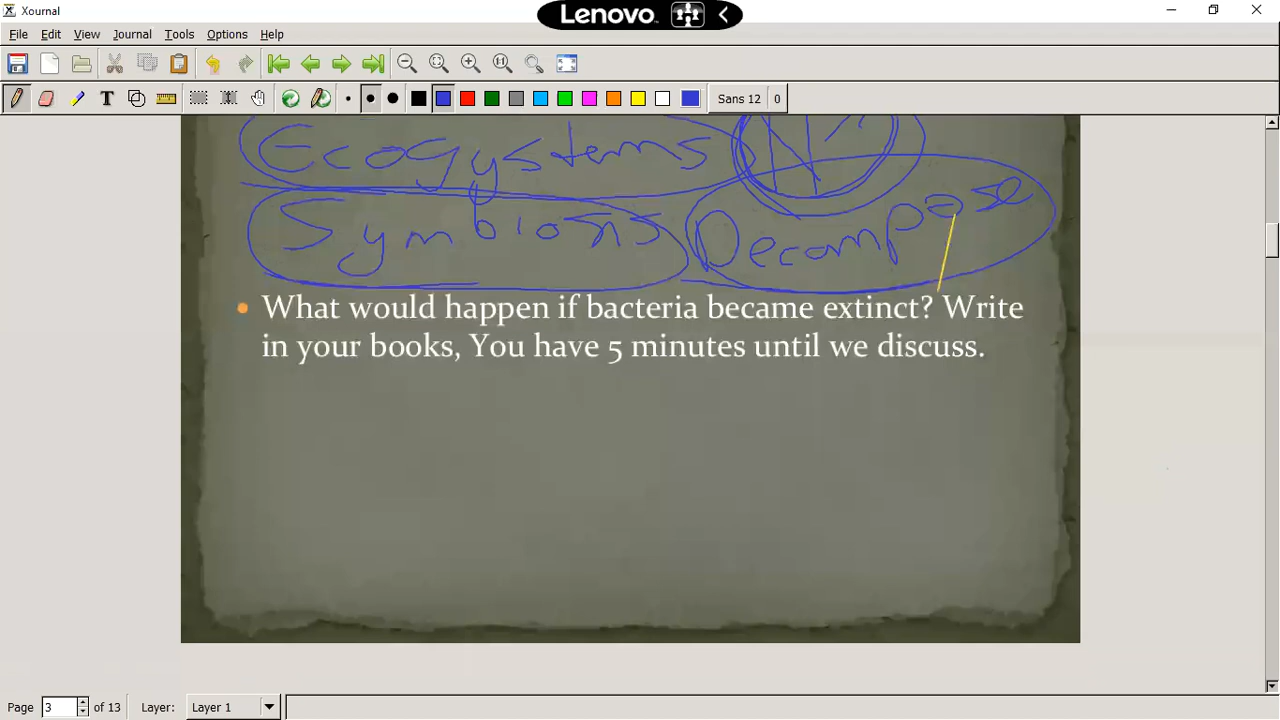 Xournal
Lenovo
File Edit View Journal Tools Options Help
Sans 12 0
Ecosystems
Symbiosis Decompose
What would happen if bacteria became extinct? Write
in your books, You have 5 minutes until we discuss.
Page 3 of 13 Layer: Layer 1